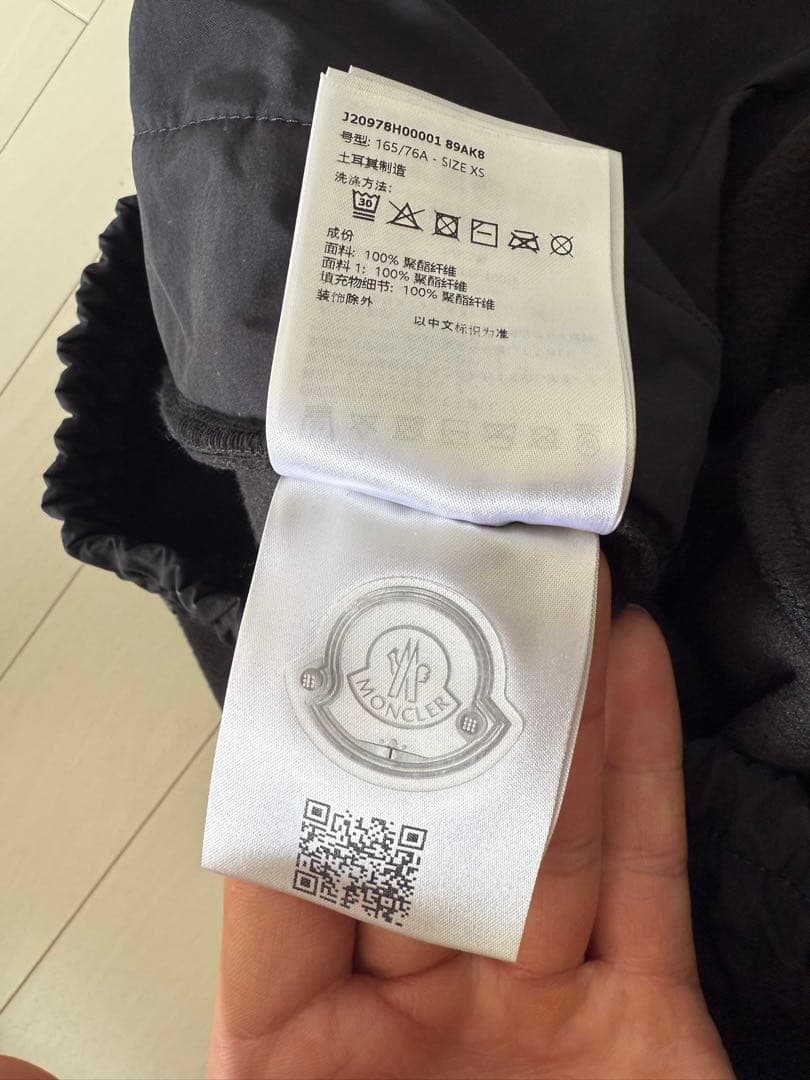 J20978H00001 89AK8
号型: 165/76A - SIZE XS
土耳其制造
洗涤方法:
30
成份
面料: 100% 聚酯纤维
面料 1: 100% 聚酯纤维
填充物细节: 100% 聚酯纤维
装饰除外
以中文标识为准
MONCLER